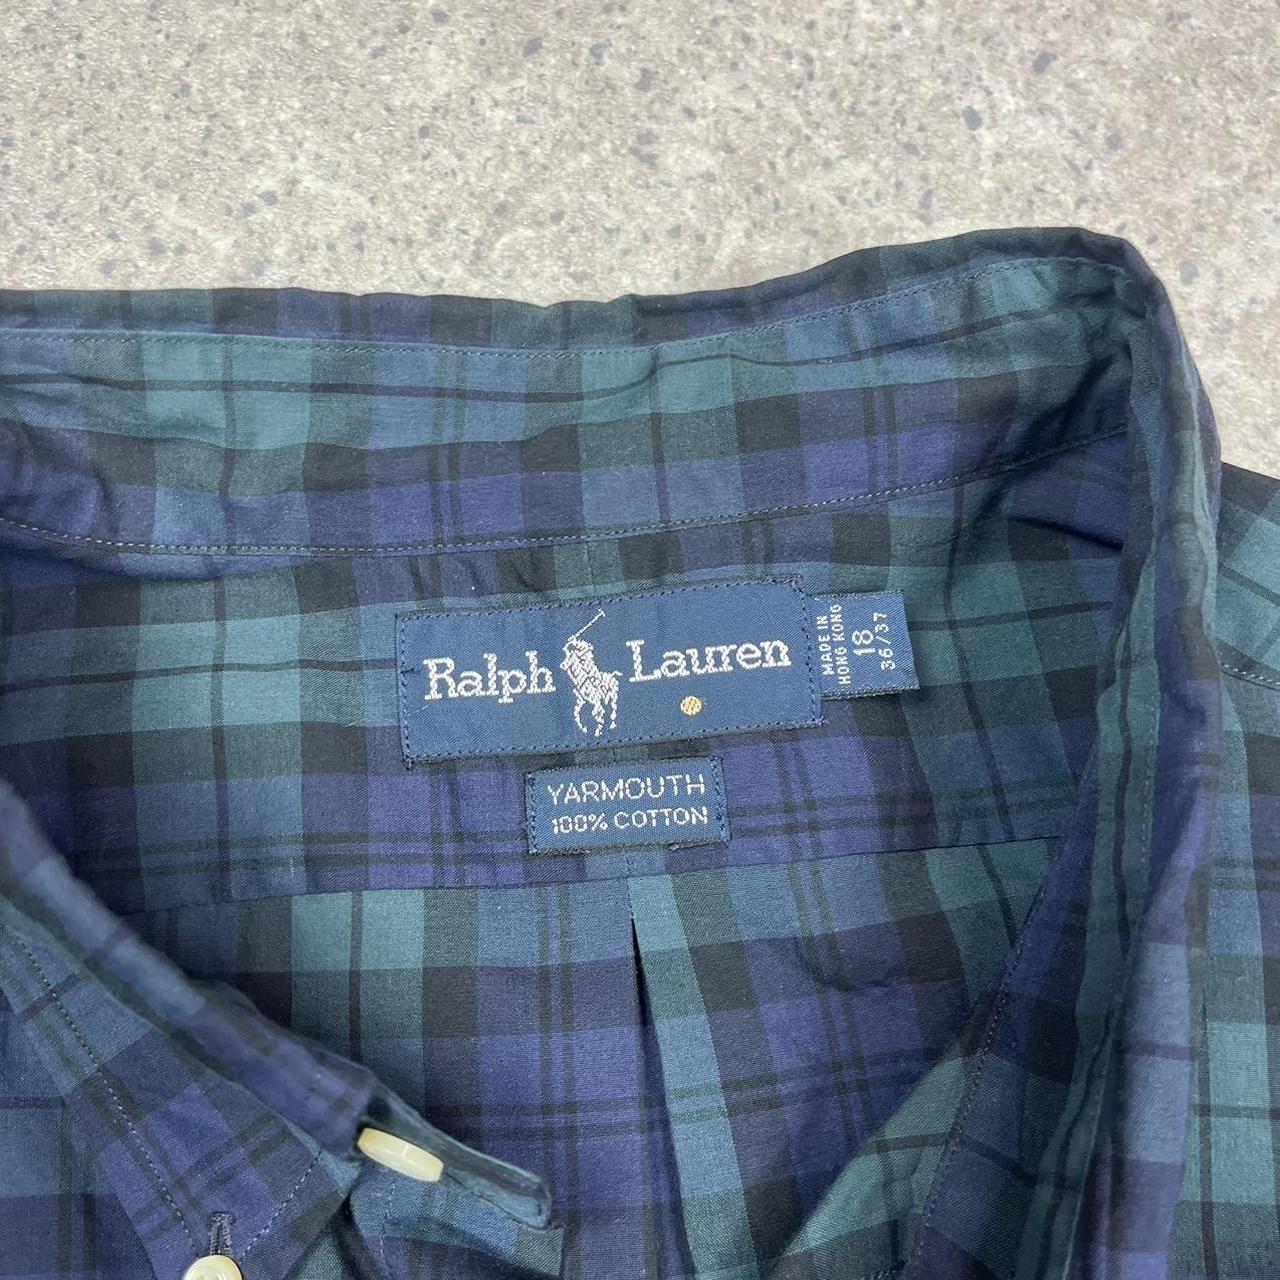 Ralph Lauren
MADE IN
HONG KONG
18
36/37
YARMOUTH
100% COTTON